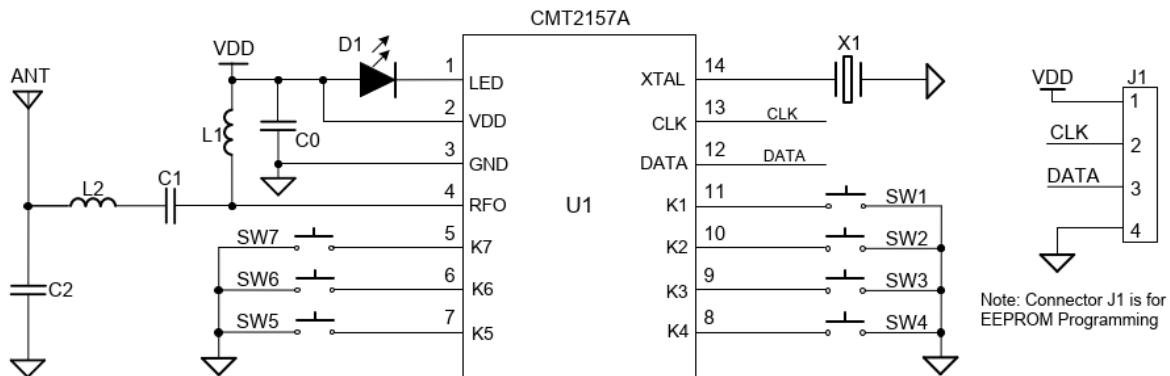 CMT2157A
ANT
VDD
D1
L1
C0
L2
C1
C2
1
LED
2
VDD
3
GND
4
RFO
5
K7
6
K6
7
K5
SW7
SW6
SW5
U1
XTAL
14
X1
CLK
13
CLK
DATA
12
DATA
K1
11
SW1
K2
10
SW2
K3
9
SW3
K4
8
SW4
J1
VDD
1
CLK
2
DATA
3
4
Note: Connector J1 is for
EEPROM Programming